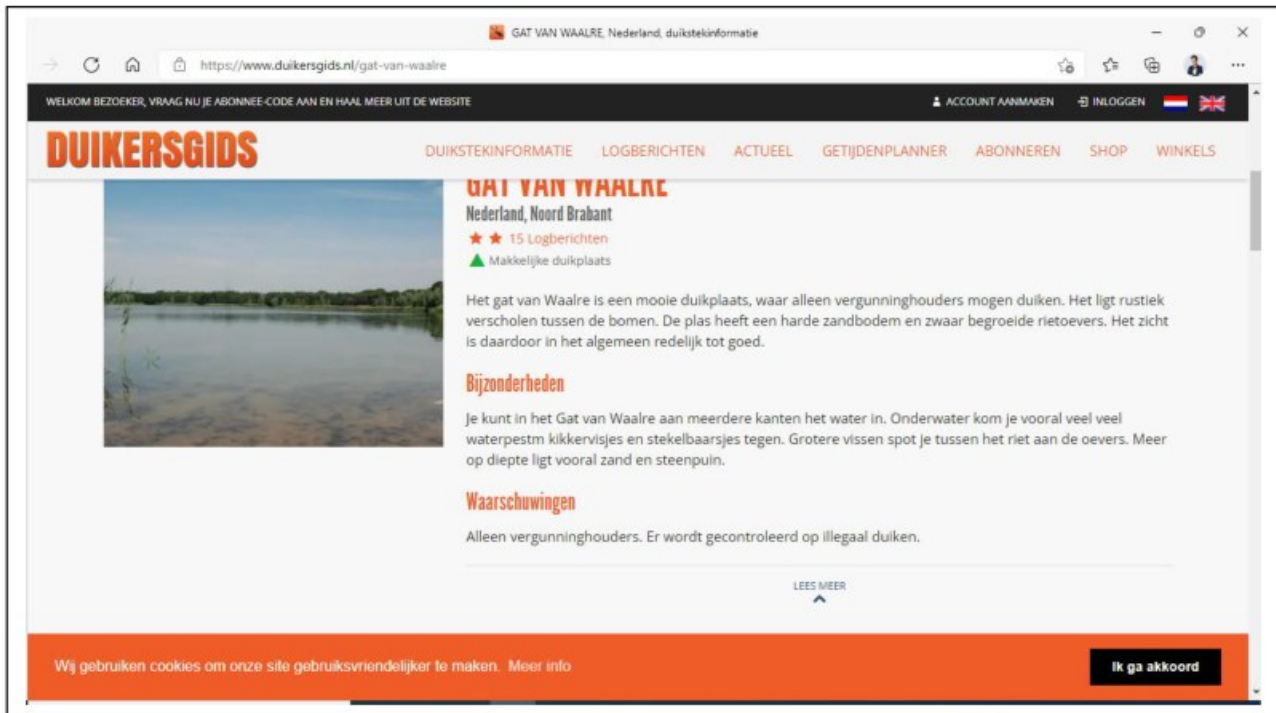 GAT VAN WAALRE, Nederland, duikstekinformatie
https://www.duikersgids.nl/gat-van-waalre
WELKOM BEZOEKER, VRAAG NU JE ABONNEE-CODE AAN EN HAAL MEER UIT DE WEBSITE
ACCOUNT AANMAKEN INLOGGEN
DUIKERSGIDS
DUIKSTEKINFORMATIE LOGBERICHTEN ACTUEEL GETIJDENPLANNER ABONNEREN SHOP WINKELS
GAT VAN WAALRE
Nederland, Noord Brabant
15 Logberichten
Makkelijke duikplaats
Het gat van Waalre is een mooie duikplaats, waar alleen vergunninghouders mogen duiken. Het ligt rustiek
verscholen tussen de bomen. De plas heeft een harde zandbodem en zwaar begroeide rietoevers. Het zicht
is daardoor in het algemeen redelijk tot goed.
Bijzonderheden
Je kunt in het Gat van Waalre aan meerdere kanten het water in. Onderwater kom je vooral veel veel
waterpestm kikkervisjes en stekelbaarsjes tegen. Grotere vissen spot je tussen het riet aan de oevers. Meer
op diepte ligt vooral zand en steenpuin.
Waarschuwingen
Alleen vergunninghouders. Er wordt gecontroleerd op illegaal duiken.
LEES MEER
Wij gebruiken cookies om onze site gebruiksvriendelijker te maken. Meer info
Ik ga akkoord